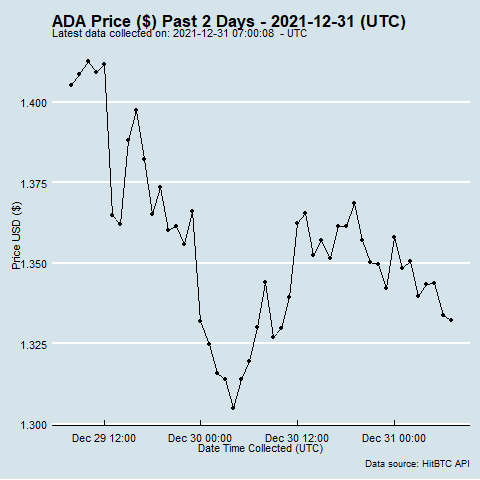 ADA Price ($) Past 2 Days - 2021-12-31 (UTC)
Latest data collected on: 2021-12-31 07:00:08 - UTC
1.400
1.375
1.350
1.325
1.300
Price USD ($)
Dec 29 12:00 Dec 30 00:00 Dec 30 12:00 Dec 31 00:00
Date Time Collected (UTC)
Data source: HitBTC API